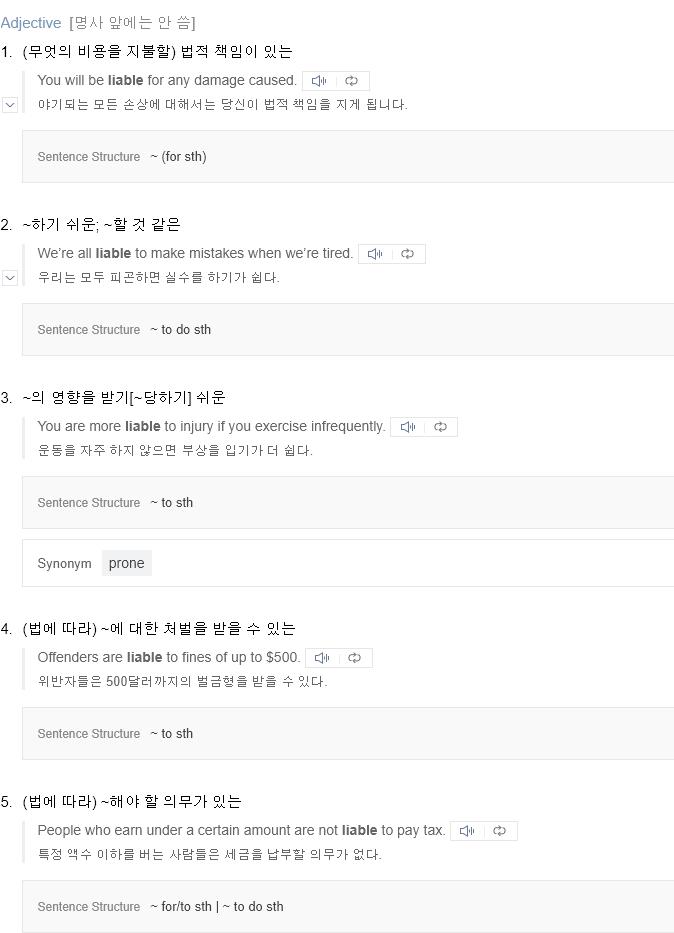 Adjective [명사 앞에는 안 씀]
1. (무엇의 비용을 지불할) 법적 책임이 있는
You will be liable for any damage caused.
야기되는 모든 손상에 대해서는 당신이 법적 책임을 지게 됩니다.
Sentence Structure ~ (for sth)
2. ~하기 쉬운; ~할 것 같은
We’re all liable to make mistakes when we’re tired.
우리는 모두 피곤하면 실수를 하기가 쉽다.
Sentence Structure ~ to do sth
3. ~의 영향을 받기[~당하기] 쉬운
You are more liable to injury if you exercise infrequently.
운동을 자주 하지 않으면 부상을 입기가 더 쉽다.
Sentence Structure ~ to sth
Synonym prone
4. (법에 따라) ~에 대한 처벌을 받을 수 있는
Offenders are liable to fines of up to $500.
위반자들은 500달러까지의 벌금형을 받을 수 있다.
Sentence Structure ~ to sth
5. (법에 따라) ~해야 할 의무가 있는
People who earn under a certain amount are not liable to pay tax.
특정 액수 이하를 버는 사람들은 세금을 납부할 의무가 없다.
Sentence Structure ~ for/to sth | ~ to do sth